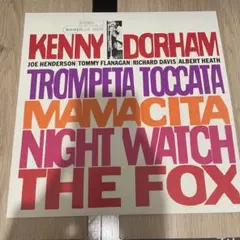 KENNY DORHAM
JOE HENDERSON/TOMMY FLANAGAN/RICHARD DAVIS/ALBERT HEATH
TROMPETA TOCCATA
MAMACITA
NIGHT WATCH
THE FOX